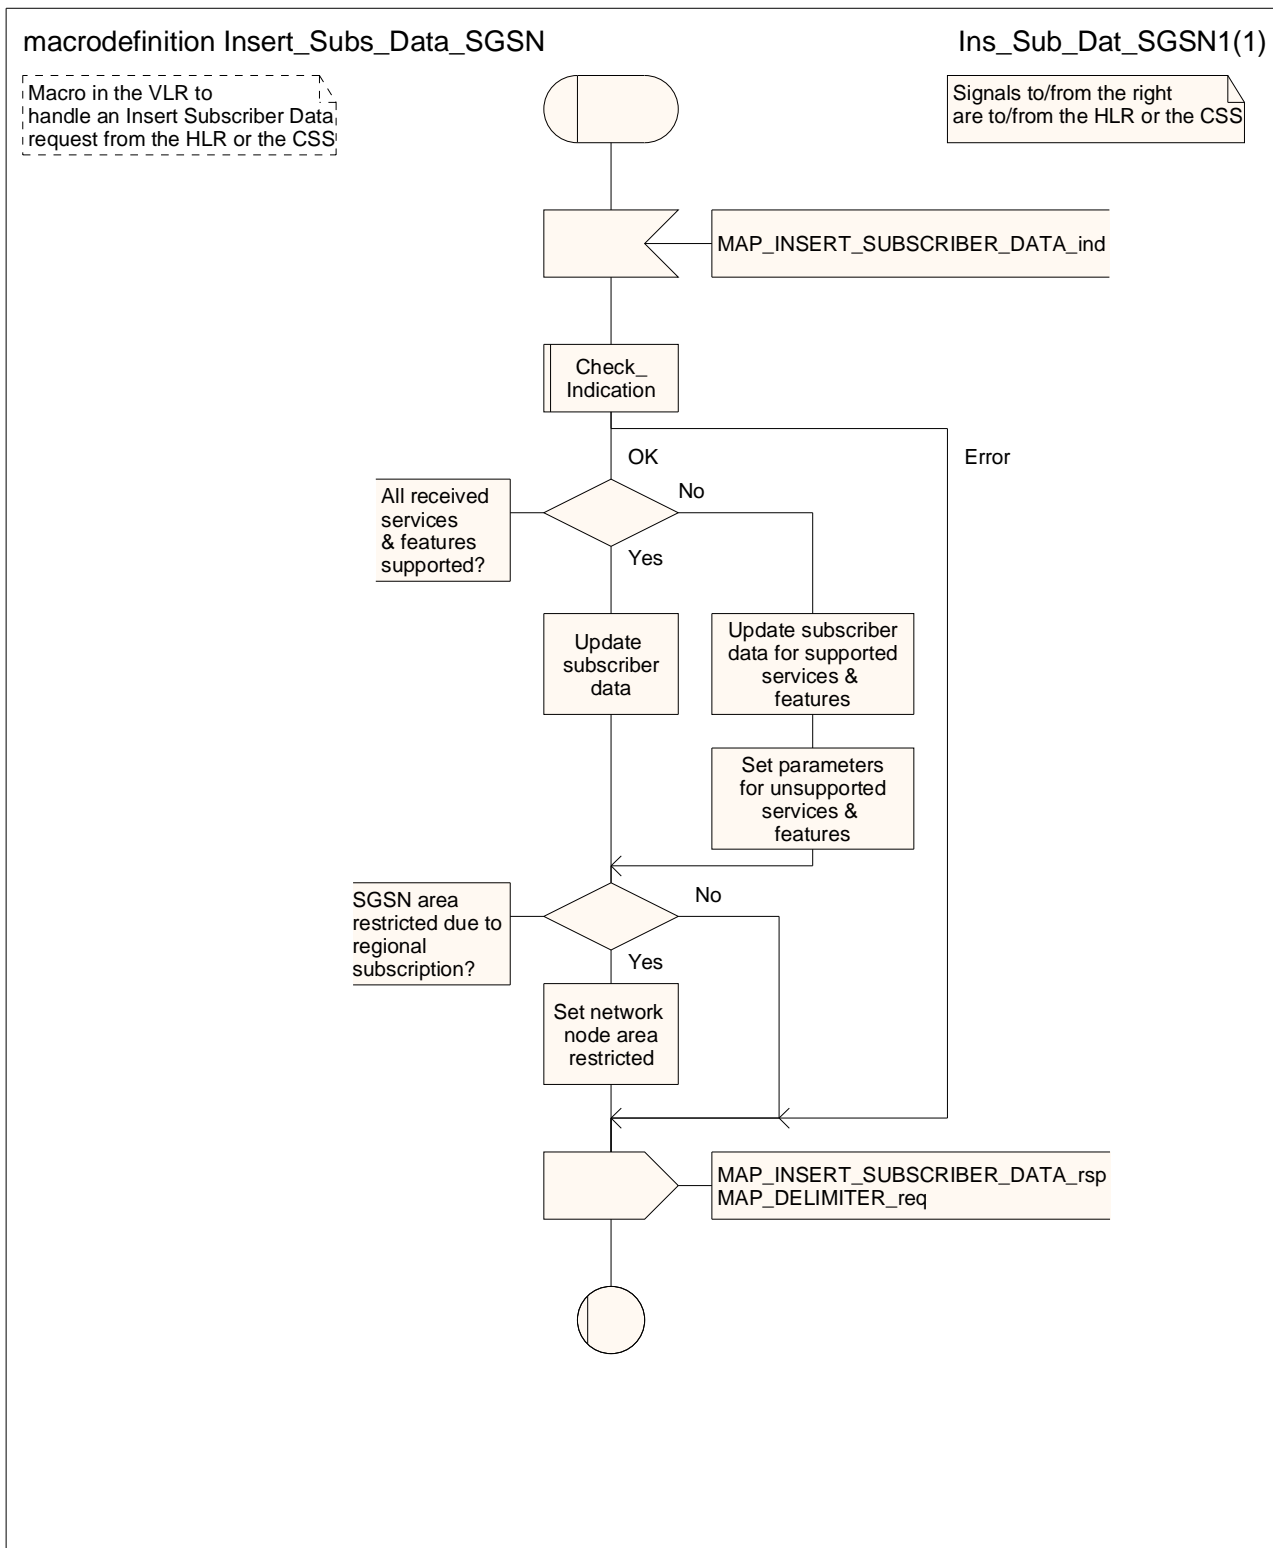 macrodefinition Insert_Subs_Data_SGSN
Ins_Sub_Dat_SGSN1(1)
Macro in the VLR to
handle an Insert Subscriber Data
request from the HLR or the CSS
Signals to/from the right
are to/from the HLR or the CSS
MAP_INSERT_SUBSCRIBER_DATA_ind
Check_
Indication
OK
Error
All received
services
& features
supported?
No
Yes
Update
subscriber
data
Update subscriber
data for supported
services &
features
Set parameters
for unsupported
services &
features
SGSN area
restricted due to
regional
subscription?
No
Yes
Set network
node area
restricted
MAP_INSERT_SUBSCRIBER_DATA_rsp
MAP_DELIMITER_req